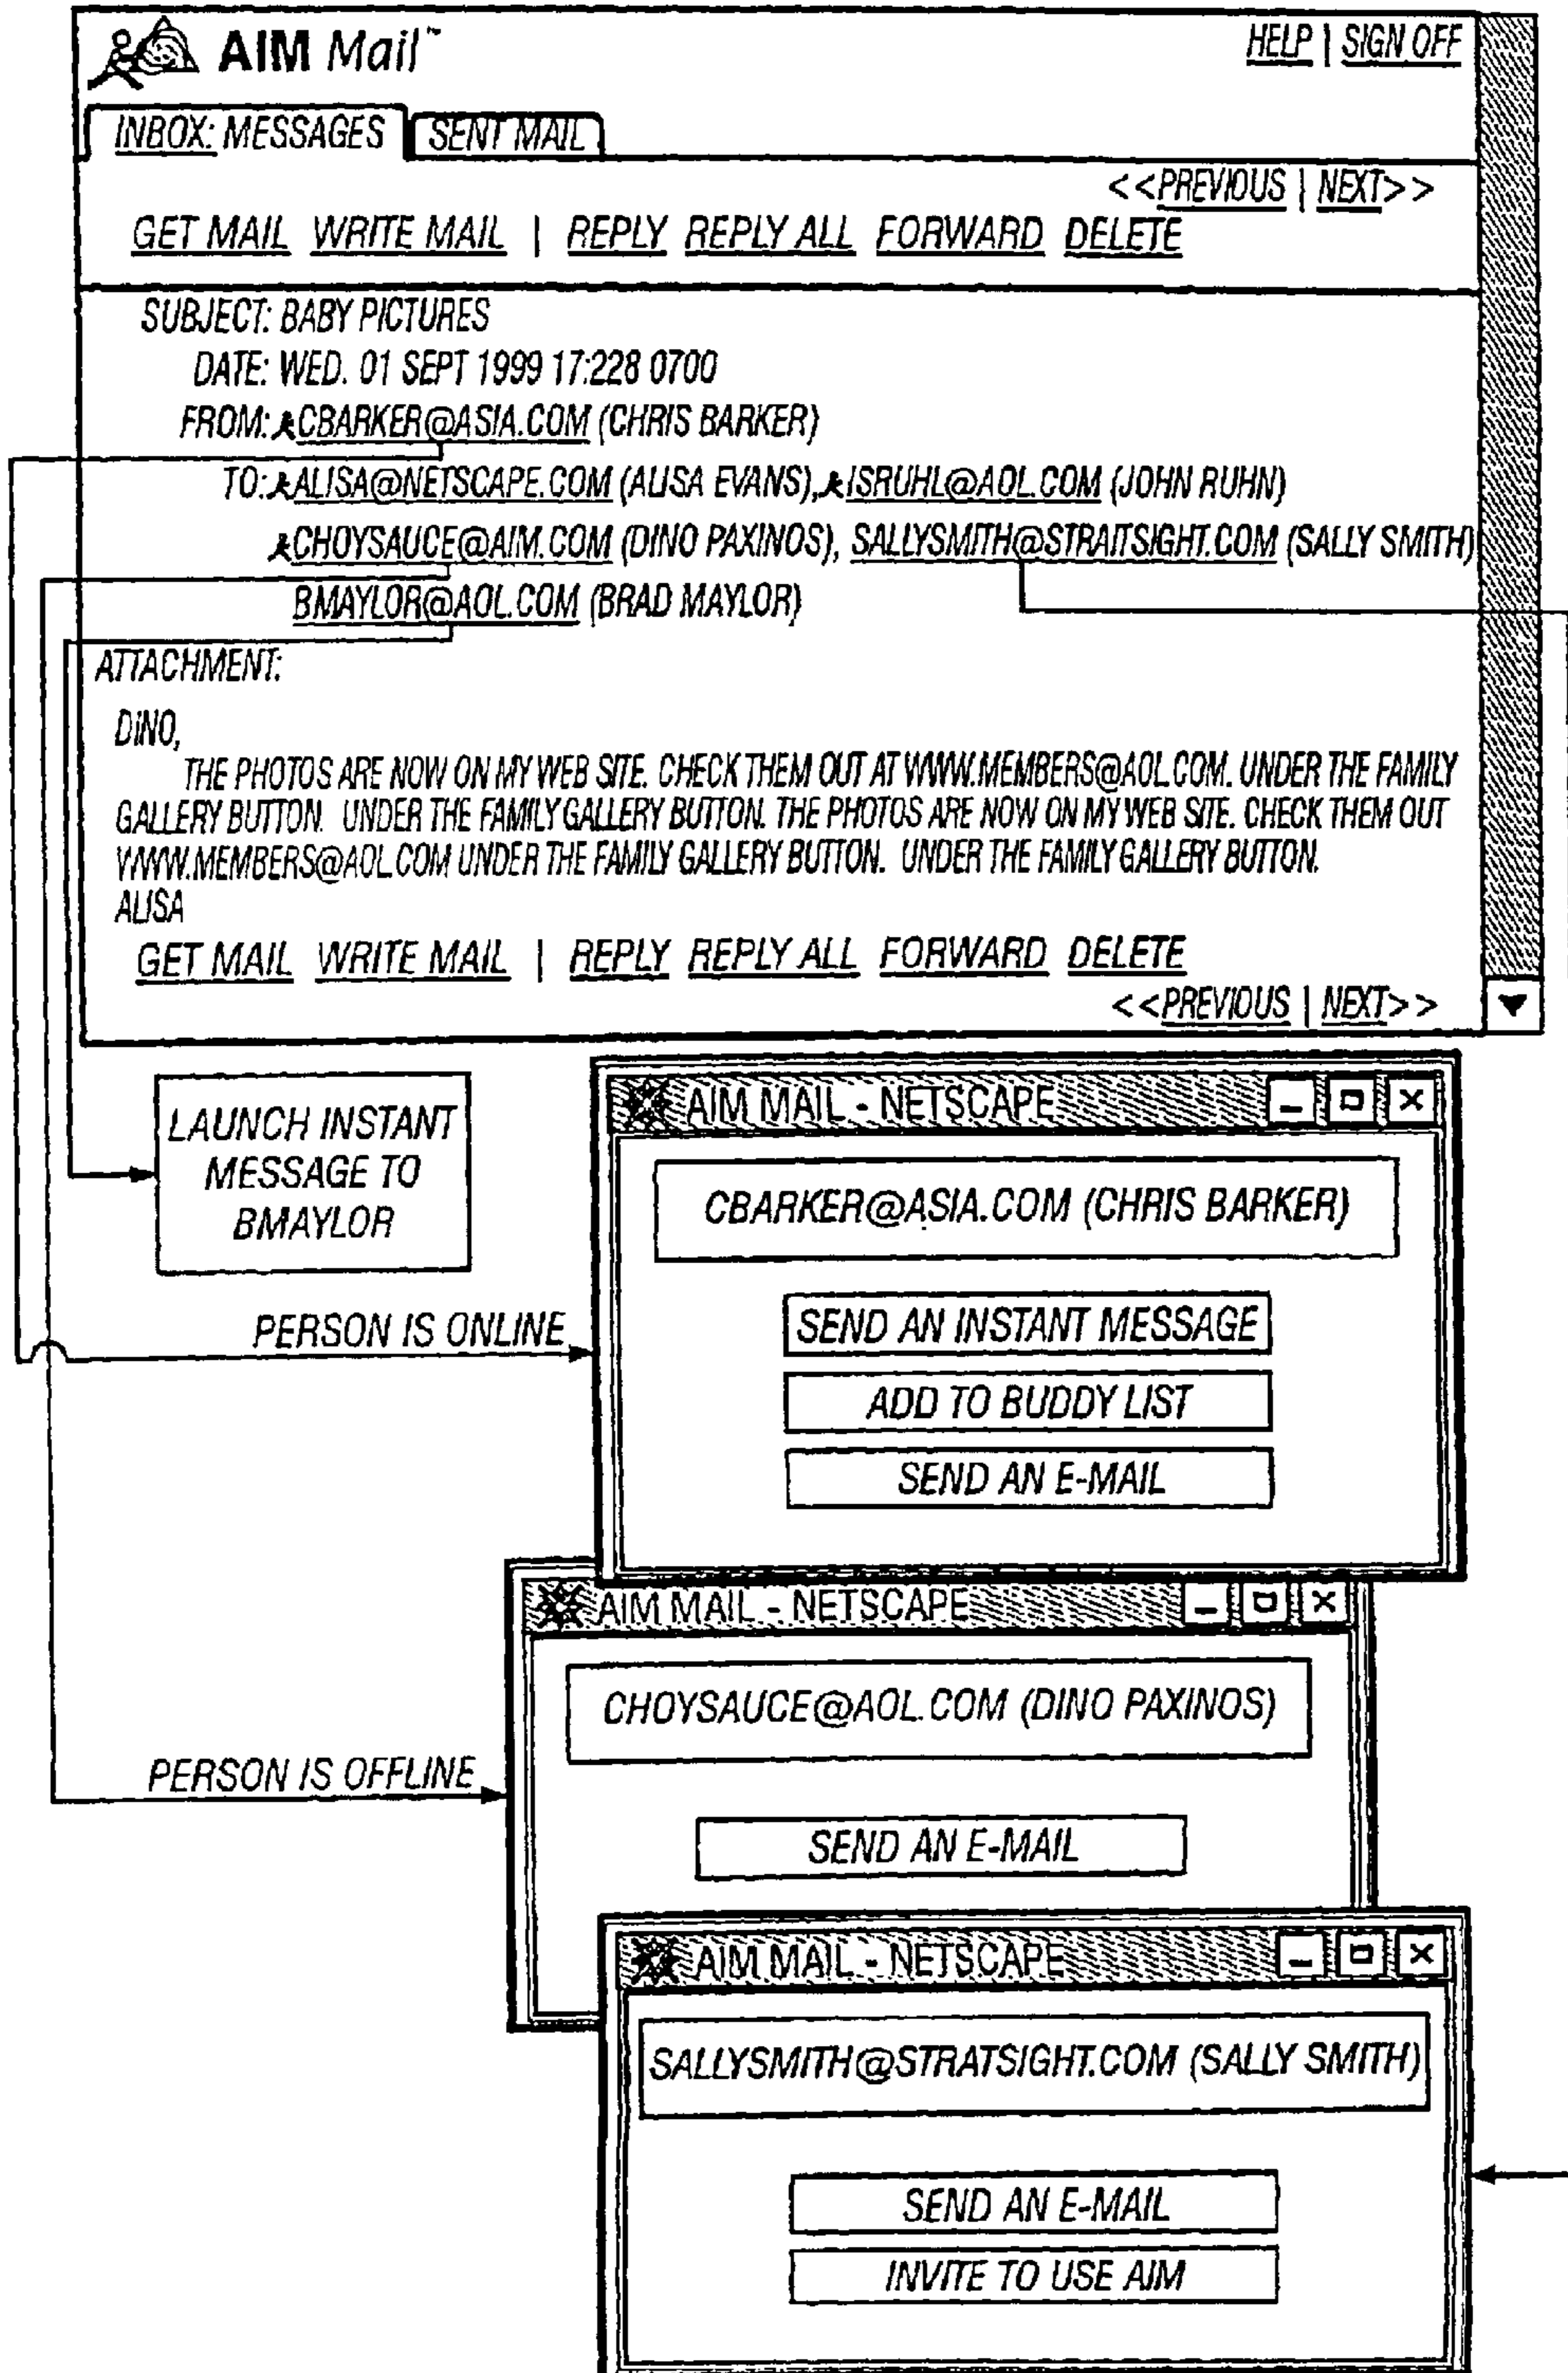 AIM Mail™
HELP | SIGN OFF
INBOX: MESSAGES SENT MAIL
<<PREVIOUS | NEXT>>
GET MAIL WRITE MAIL | REPLY REPLY ALL FORWARD DELETE
SUBJECT: BABY PICTURES
DATE: WED. 01 SEPT 1999 17:228 0700
FROM: CBARKER@ASIA.COM (CHRIS BARKER)
TO: ALISA@NETSCAPE.COM (ALISA EVANS), ISRUHL@AOL.COM (JOHN RUHN)
CHOYSAUCE@AIM.COM (DINO PAXINOS), SALLYSMITH@STRAITSIGHT.COM (SALLY SMITH)
BMAYLOR@AOL.COM (BRAD MAYLOR)
ATTACHMENT:
DINO,
THE PHOTOS ARE NOW ON MY WEB SITE. CHECK THEM OUT AT WWW.MEMBERS@AOL.COM. UNDER THE FAMILY
GALLERY BUTTON. UNDER THE FAMILY GALLERY BUTTON. THE PHOTOS ARE NOW ON MY WEB SITE. CHECK THEM OUT
WWW.MEMBERS@AOL.COM UNDER THE FAMILY GALLERY BUTTON. UNDER THE FAMILY GALLERY BUTTON.
ALISA
GET MAIL WRITE MAIL | REPLY REPLY ALL FORWARD DELETE
<<PREVIOUS | NEXT>>
LAUNCH INSTANT
MESSAGE TO
BMAYLOR
AIM MAIL - NETSCAPE
CBARKER@ASIA.COM (CHRIS BARKER)
SEND AN INSTANT MESSAGE
PERSON IS ONLINE
ADD TO BUDDY LIST
SEND AN E-MAIL
AIM MAIL - NETSCAPE
CHOYSAUCE@AOL.COM (DINO PAXINOS)
PERSON IS OFFLINE
SEND AN E-MAIL
AIM MAIL - NETSCAPE
SALLYSMITH@STRATSIGHT.COM (SALLY SMITH)
SEND AN E-MAIL
INVITE TO USE AIM